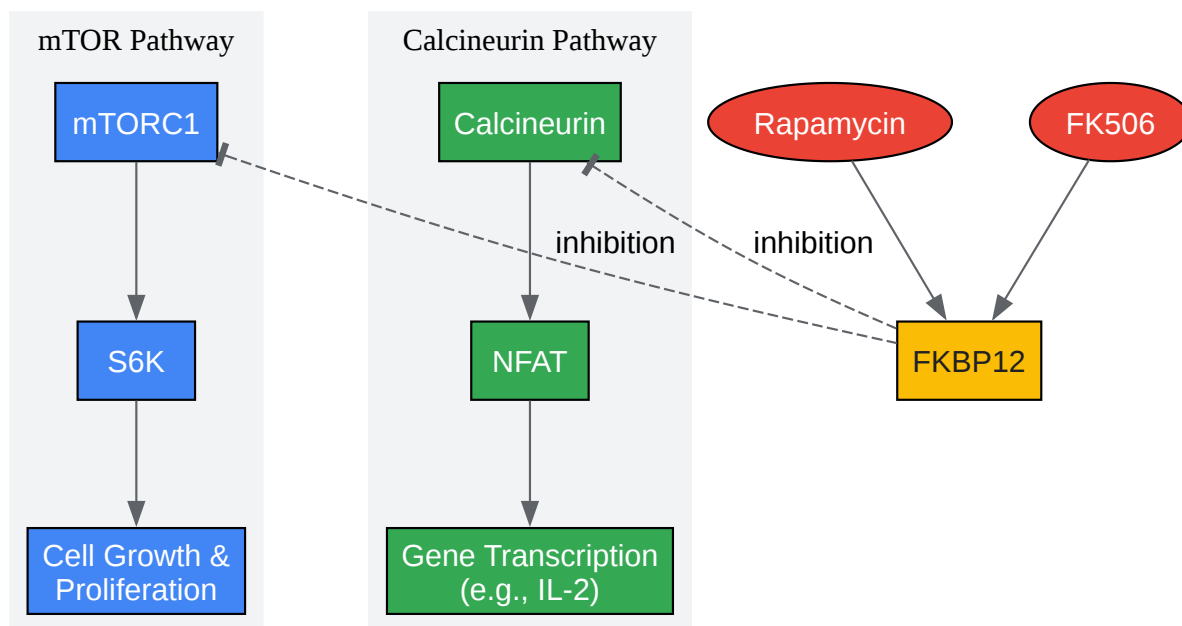 mTOR Pathway
Calcineurin Pathway
mTORC1
Calcineurin
Rapamycin
FK506
inhibition
inhibition
S6K
NFAT
FKBP12
Cell Growth &
Proliferation
Gene Transcription
(e.g., IL-2)